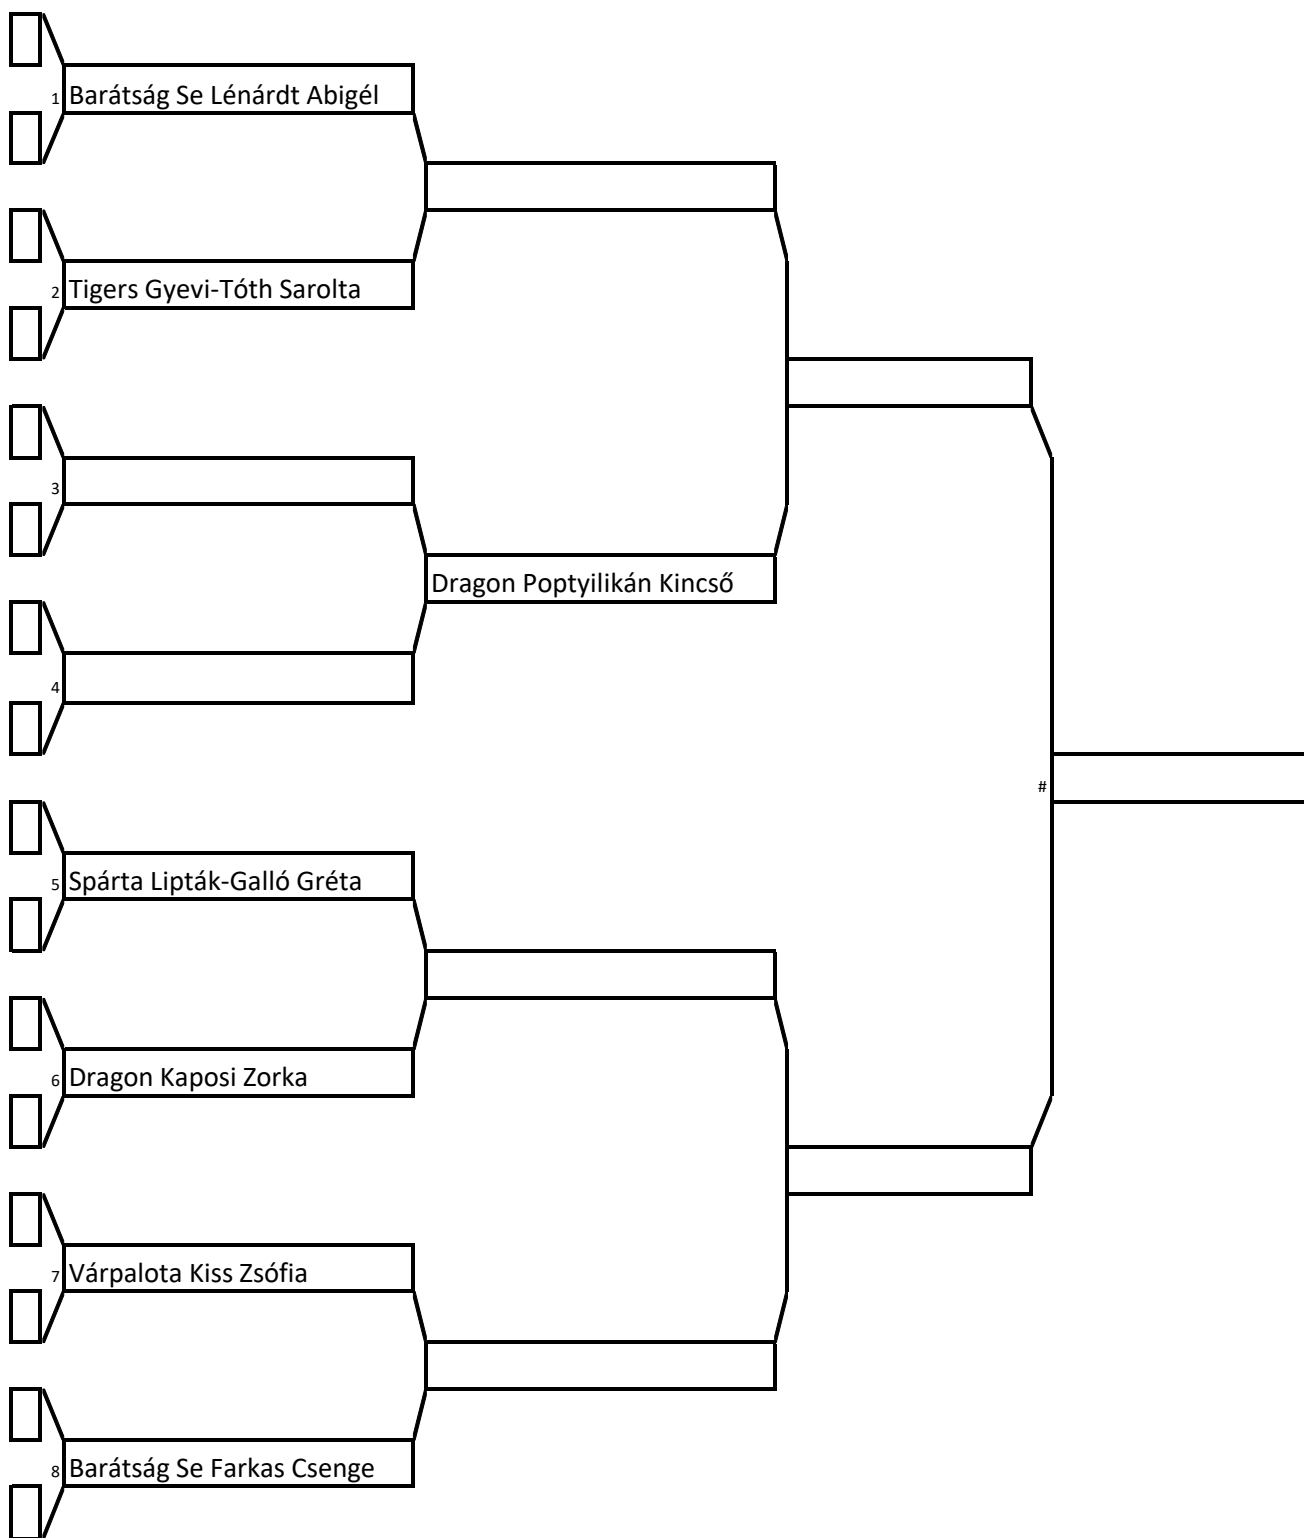 1 Barátság Se Lénárdt Abigél
2 Tigers Gyevi-Tóth Sarolta
3
Dragon Poptyilikán Kincső
4
#
5 Spárta Lipták-Galló Gréta
6 Dragon Kaposi Zorka
7 Várpalota Kiss Zsófia
8 Barátság Se Farkas Csenge